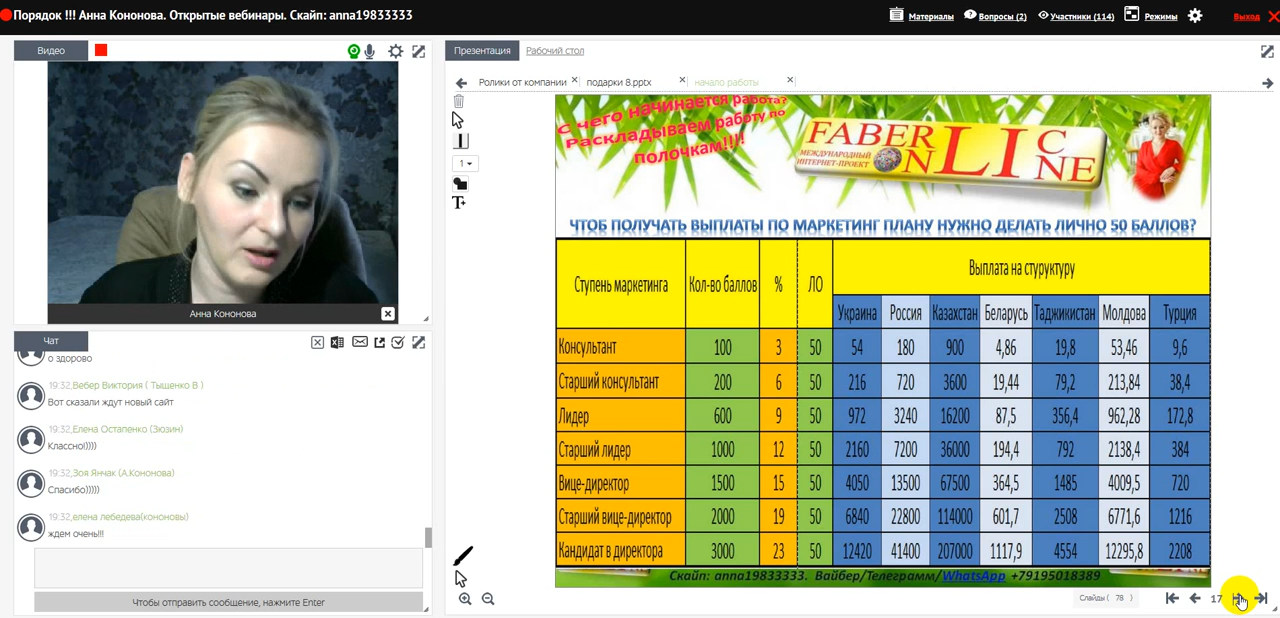 Порядок !!! Анна Кононова. Открытые вебинары. Скайп: anna19833333
Материалы Вопросы (2) Участники (114) Режимы Выход
Видео
Анна Кононова
Чат
о здорово
19:32,Вебер Виктория ( Тыщенко В )
Вот сказали ждут новый сайт
19:32,Елена Остапенко (Зюзин)
Классно!))))
19:32,Зоя Янчак (А.Кононова)
Спасибо)))))
19:32,елена лебедева(кононовы)
ждем очень!!!
Чтобы отправить сообщение, нажмите Enter
Презентация Рабочий стол
Ролики от компании подарки 8.pptx начало работы
1
T
С чего начинается работа?
Раскладываем работу по
полочкам!!!!
FABERLIC
МЕЖДУНАРОДНЫЙ
ИНТЕРНЕТ-ПРОЕКТ
ONLINE
ЧТОБ ПОЛУЧАТЬ ВЫПЛАТЫ ПО МАРКЕТИНГ ПЛАНУ НУЖНО ДЕЛАТЬ ЛИЧНО 50 БАЛЛОВ?
Ступень маркетинга Кол-во баллов % ЛО Выплата на стуруктуру
Украина Россия Казахстан Беларусь Таджикистан Молдова Турция
Консультант 100 3 50 54 180 900 4,86 19,8 53,46 9,6
Старший консультант 200 6 50 216 720 3600 19,44 79,2 213,84 38,4
Лидер 600 9 50 972 3240 16200 87,5 356,4 962,28 172,8
Старший лидер 1000 12 50 2160 7200 36000 194,4 792 2138,4 384
Вице-директор 1500 15 50 4050 13500 67500 364,5 1485 4009,5 720
Старший вице-директор 2000 19 50 6840 22800 114000 601,7 2508 6771,6 1216
Кандидат в директора 3000 23 50 12420 41400 207000 1117,9 4554 12295,8 2208
Скайп: anna19833333. Вайбер/Телеграмм/WhatsApp +79195018389
Слайды ( 78 ) 17